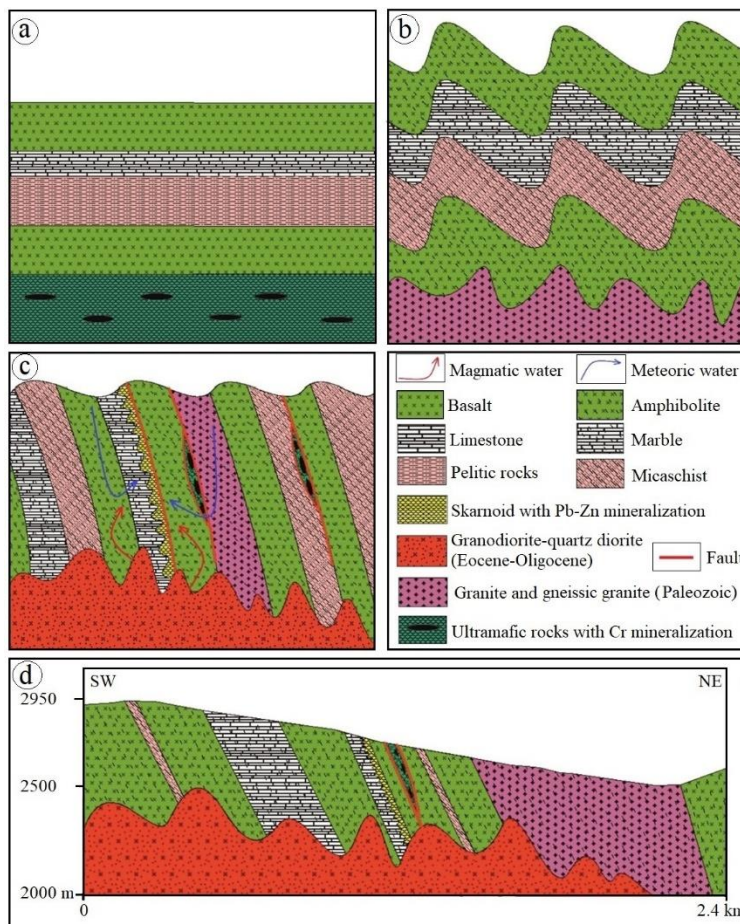 a
b
c
Magmatic water
Meteoric water
Basalt
Amphibolite
Limestone
Marble
Pelitic rocks
Micaschist
Skarnoid with Pb-Zn mineralization
Granodiorite-quartz diorite
(Eocene-Oligocene)
Fault
Granite and gneissic granite (Paleozoic)
Ultramafic rocks with Cr mineralization
d
SW
NE
2950
2500
2000 m
0
2.4 km